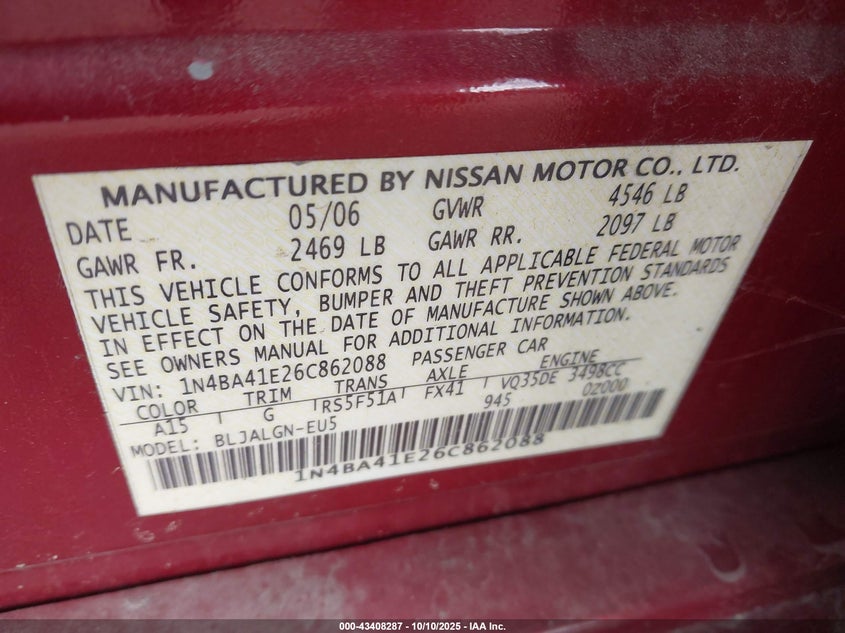 MANUFACTURED BY NISSAN MOTOR CO., LTD.
DATE 05/06 GVWR 4546 LB
GAWR FR. 2469 LB GAWR RR. 2097 LB
THIS VEHICLE CONFORMS TO ALL APPLICABLE FEDERAL MOTOR
VEHICLE SAFETY, BUMPER AND THEFT PREVENTION STANDARDS
IN EFFECT ON THE DATE OF MANUFACTURE SHOWN ABOVE.
SEE OWNERS MANUAL FOR ADDITIONAL INFORMATION.
VIN: 1N4BA41E26C862088 PASSENGER CAR
COLOR TRIM TRANS AXLE ENGINE
A15 G RS5F51A FX41 VQ35DE 3498CC
MODEL: BLJALGN-EU5 945 0Z000
1N4BA41E26C862088
000-43408287 - 10/10/2025 - IAA Inc.